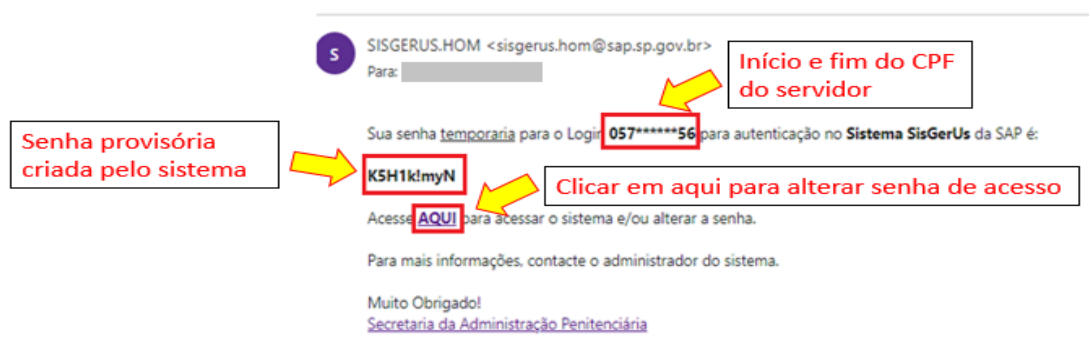 S
SISGERUS.HOM <sisgerus.hom@sap.sp.gov.br>
Para:
Início e fim do CPF
do servidor
Sua senha temporaria para o Login 057******56 para autenticação no Sistema SisGerUs da SAP é:
Senha provisória
criada pelo sistema
K5H1k!myN
Clicar em aqui para alterar senha de acesso
Acesse AQUI para acessar o sistema e/ou alterar a senha.
Para mais informações, contacte o administrador do sistema.
Muito Obrigado!
Secretaria da Administração Penitenciária